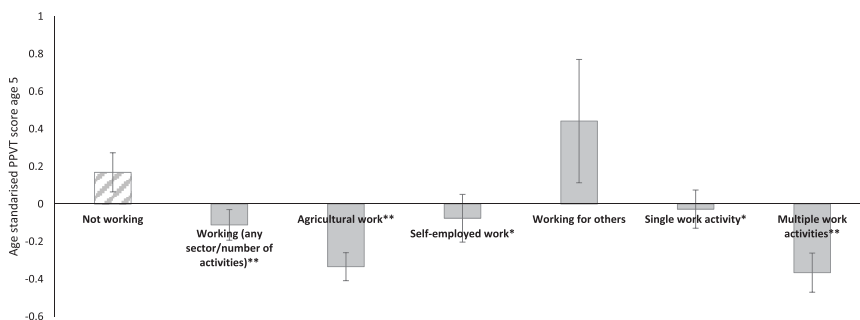 Age standarised PPVT score age 5
1
0.8
0.6
0.4
0.2
0
-0.2
-0.4
-0.6
Not working
Working (any
sector/number of
activities)**
Agricultural work**
Self-employed work*
Working for others
Single work activity*
Multiple work
activities**